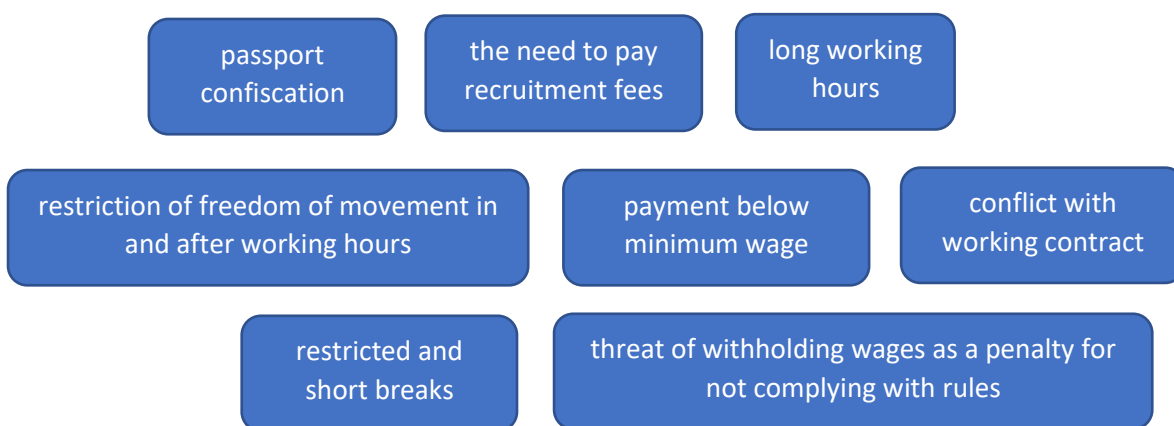 passport
confiscation
the need to pay
recruitment fees
long working
hours
restriction of freedom of movement in
and after working hours
payment below
minimum wage
conflict with
working contract
restricted and
short breaks
threat of withholding wages as a penalty for
not complying with rules